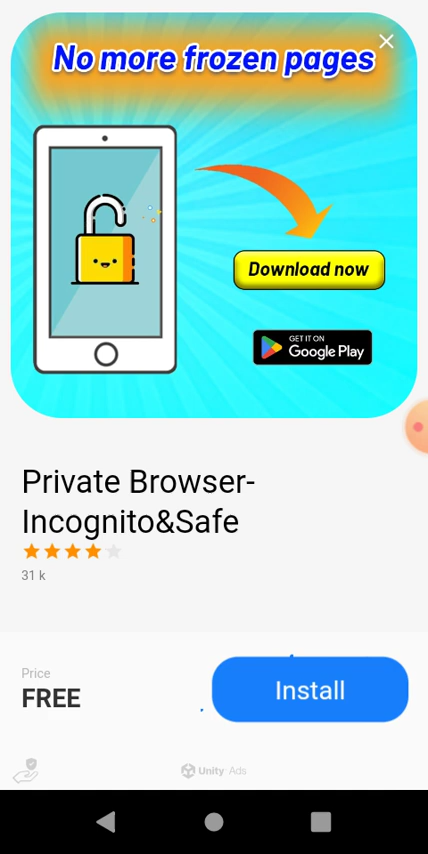 No more frozen pages
Download now
GET IT ON
Google Play
Private Browser-
Incognito&Safe
31 k
Price
FREE
Install
Unity Ads